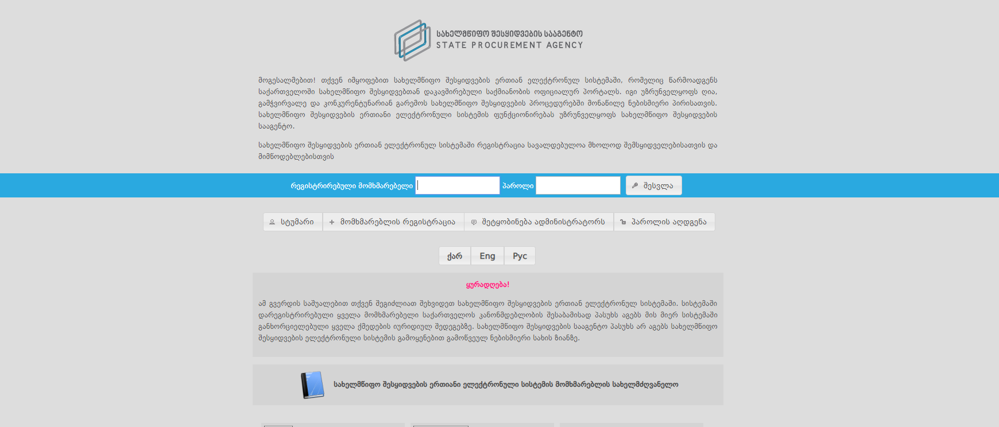 სახელმწიფო შესყიდვების სააგენტო
STATE PROCUREMENT AGENCY
მოგესალმებით! თქვენ იმყოფებით სახელმწიფო შესყიდვების ერთიან ელექტრონულ სისტემაში, რომელიც წარმოადგენს
საქართველოში სახელმწიფო შესყიდვებთან დაკავშირებული საქმიანობის ოფიციალურ პორტალს. იგი უზრუნველყოფს ღია,
გამჭვირვალე და კონკურენტუნარიან გარემოს სახელმწიფო შესყიდვების პროცედურებში მონაწილე ნებისმიერი პირისათვის.
სახელმწიფო შესყიდვების ერთიანი ელექტრონული სისტემის ფუნქციონირებას უზრუნველყოფს სახელმწიფო შესყიდვების
სააგენტო.
სახელმწიფო შესყიდვების ერთიან ელექტრონულ სისტემაში რეგისტრაცია სავალდებულოა მხოლოდ შემსყიდველებისათვის და
მიმწოდებლებისთვის
რეგისტრირებული მომხმარებელი პაროლი შესვლა
სტუმარი მომხმარებლის რეგისტრაცია შეტყობინება ადმინისტრატორს პაროლის აღდგენა
ქარ Eng Рус
ყურადღება!
ამ გვერდის საშუალებით თქვენ შეგიძლიათ შეხვიდეთ სახელმწიფო შესყიდვების ერთიან ელექტრონულ სისტემაში. სისტემაში
დარეგისტრირებული ყველა მომხმარებელი საქართველოს კანონმდებლობის შესაბამისად პასუხს აგებს მის მიერ სისტემაში
განხორციელებული ყველა ქმედების იურიდიულ შედეგებზე. სახელმწიფო შესყიდვების სააგენტო პასუხს არ აგებს სახელმწიფო
შესყიდვების ელექტრონული სისტემის გამოყენებით გამოწვეულ ნებისმიერი სახის ზიანზე.
სახელმწიფო შესყიდვების ერთიანი ელექტრონული სისტემის მომხმარებლის სახელმძღვანელო